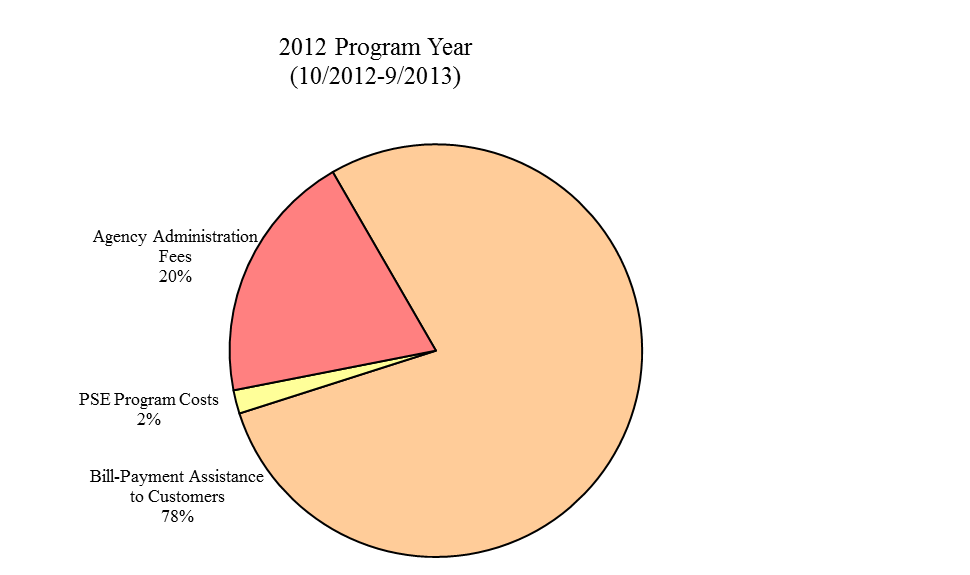 2012 Program Year
(10/2012-9/2013)
Agency Administration
Fees
20%
PSE Program Costs
2%
Bill-Payment Assistance
to Customers
78%